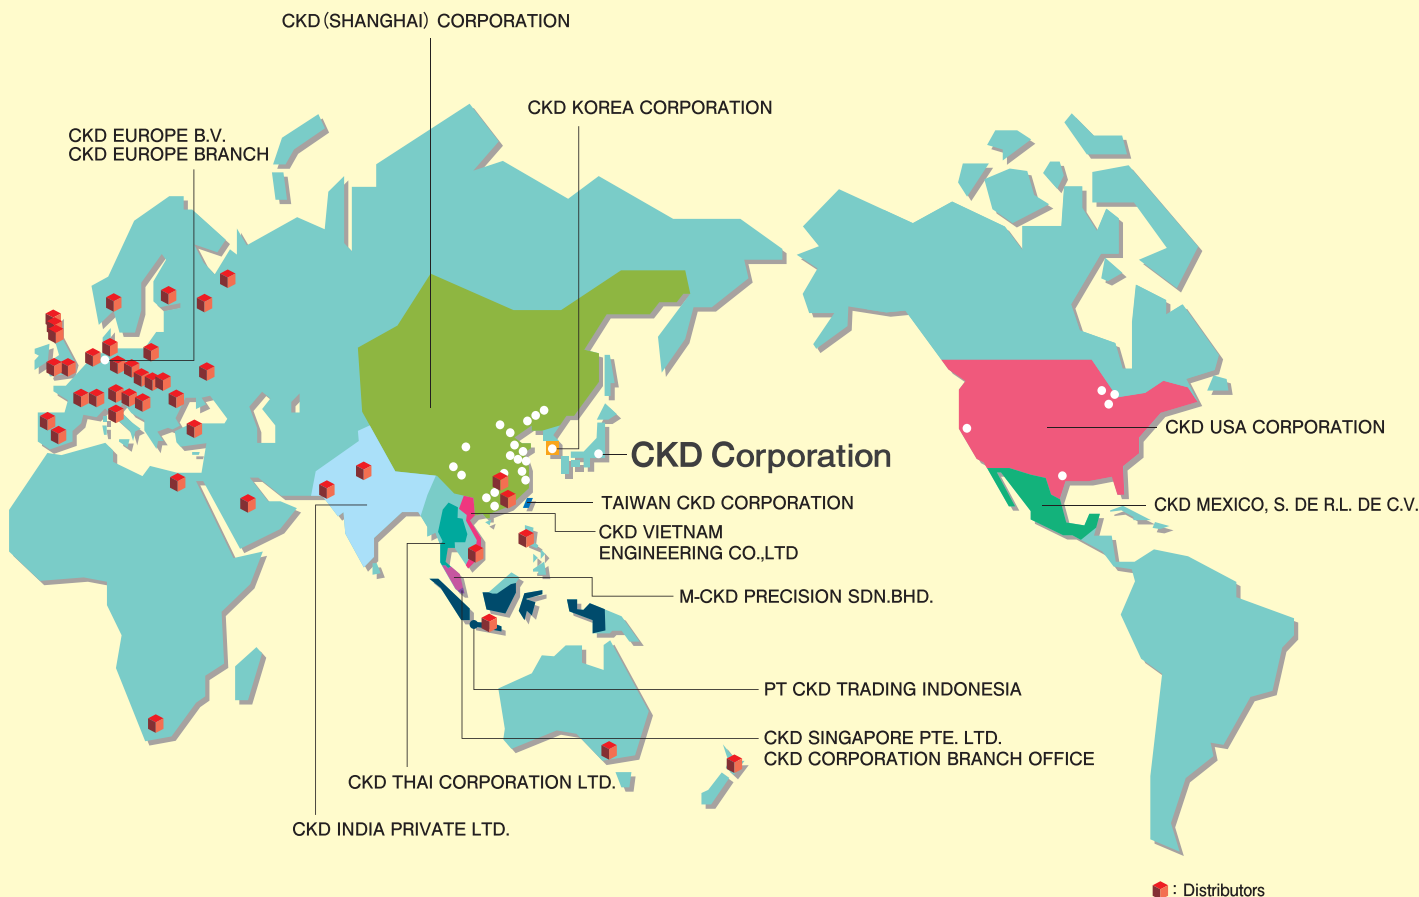 CKD(SHANGHAI) CORPORATION
CKD KOREA CORPORATION
CKD EUROPE B.V.
CKD EUROPE BRANCH
CKD USA CORPORATION
CKD Corporation
TAIWAN CKD CORPORATION
CKD MEXICO, S. DE R.L. DE C.V.
CKD VIETNAM
ENGINEERING CO.,LTD
M-CKD PRECISION SDN.BHD.
PT CKD TRADING INDONESIA
CKD SINGAPORE PTE. LTD.
CKD CORPORATION BRANCH OFFICE
CKD THAI CORPORATION LTD.
CKD INDIA PRIVATE LTD.
: Distributors